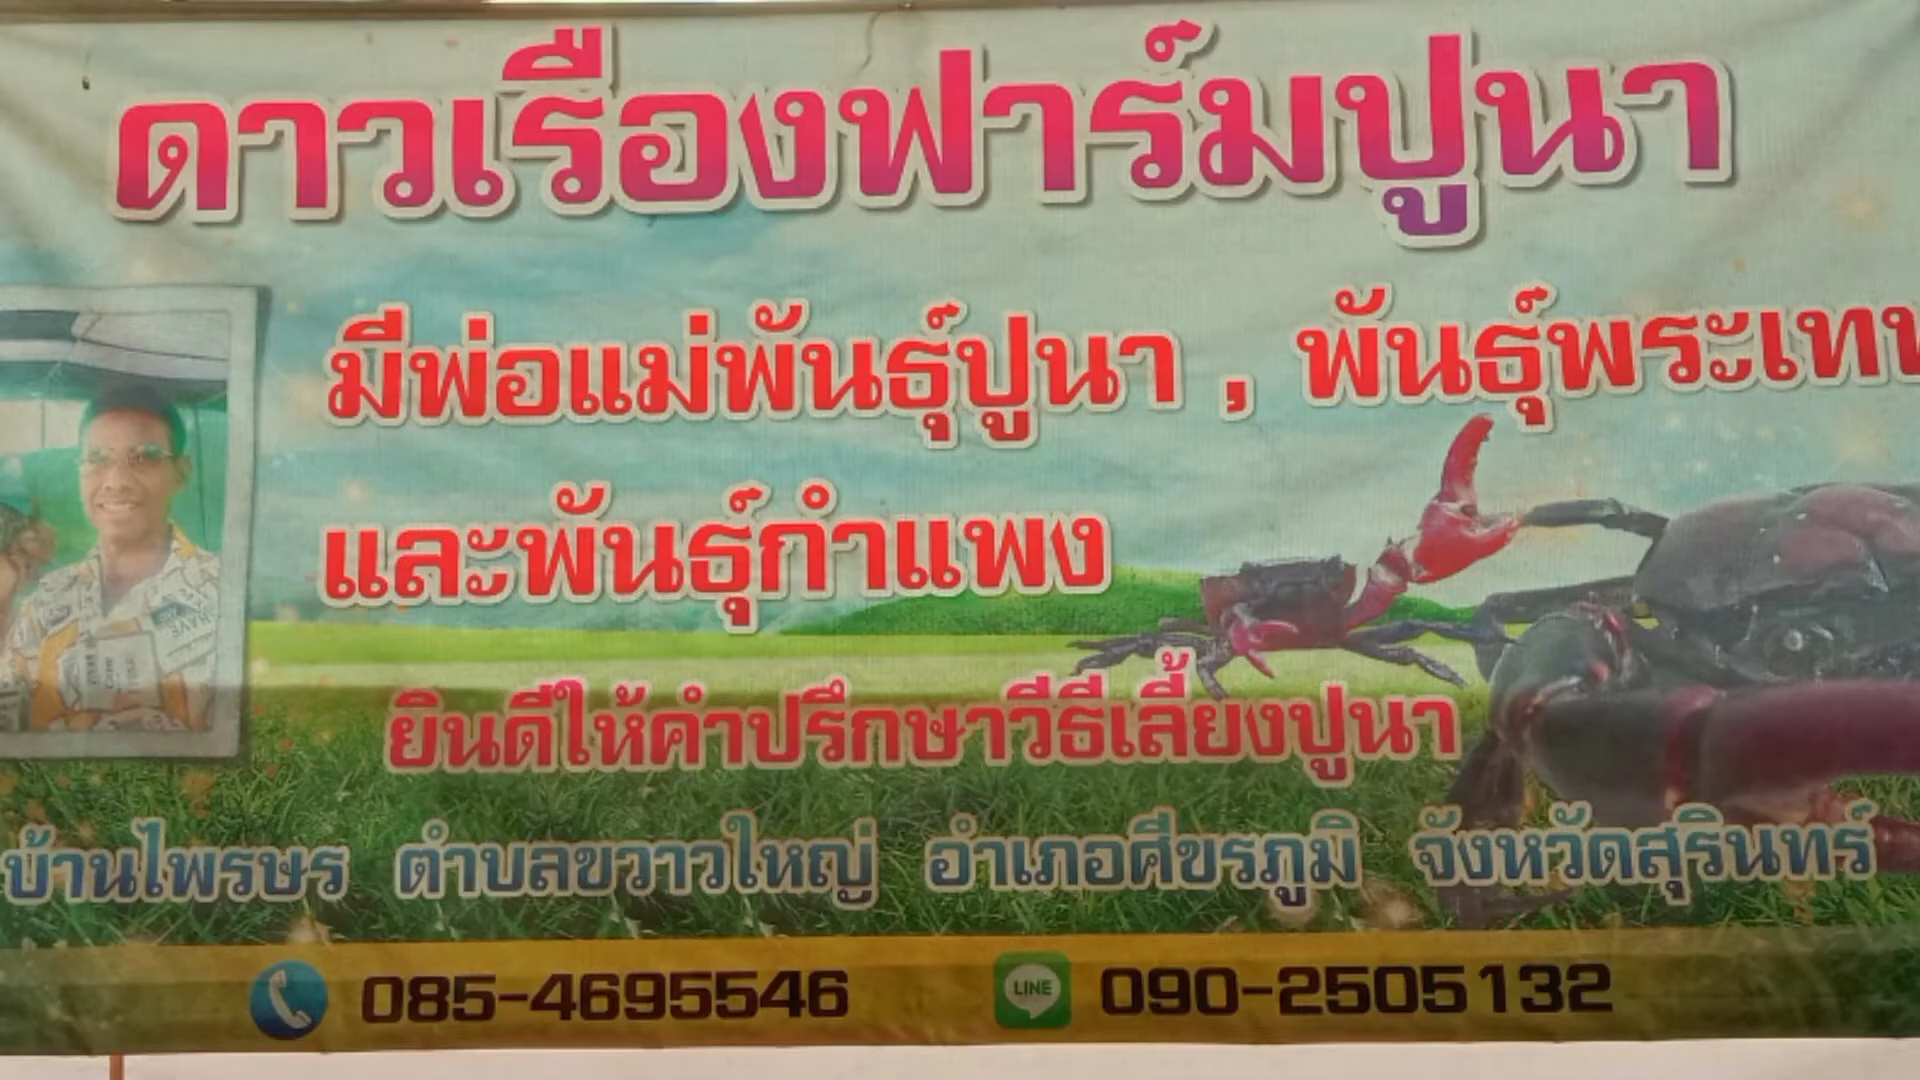 ดาวเรืองฟาร์มปูนา
มีพ่อแม่พันธุ์ปูนา , พันธุ์พระเทพ
และพันธุ์กำแพง
ยินดีให้คำปรึกษาวีธีเลี้ยงปูนา
บ้านไพรษร ตำบลขวาวใหญ่ อำเภอศีขรภูมิ จังหวัดสุรินทร์
085-4695546 LINE 090-2505132